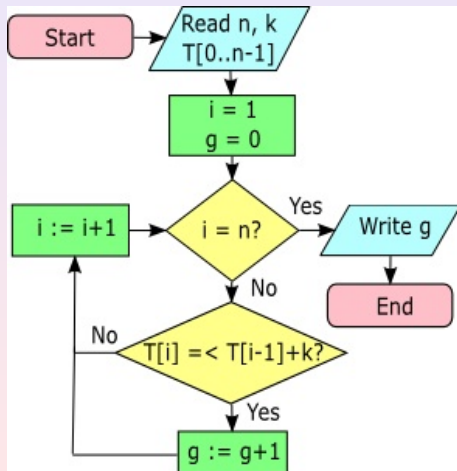 Start
Read n, k
T[0..n-1]
i = 1
g = 0
i := i+1
i = n?
Yes
Write g
No
End
No
T[i] =< T[i-1]+k?
Yes
g := g+1